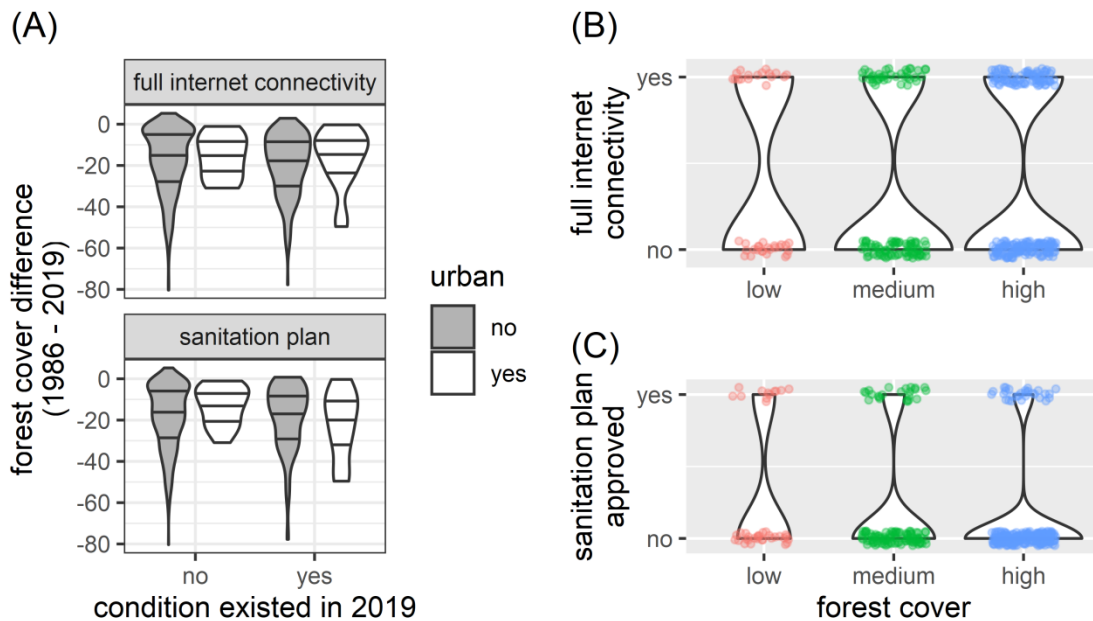 (A)
full internet connectivity
0
-20
-40
-60
-80
sanitation plan
0
-20
-40
-60
-80
no
yes
condition existed in 2019
forest cover difference
(1986 - 2019)
urban
no
yes
(B)
yes
no
full internet
connectivity
low
medium
high
(C)
yes
no
sanitation plan
approved
low
medium
high
forest cover